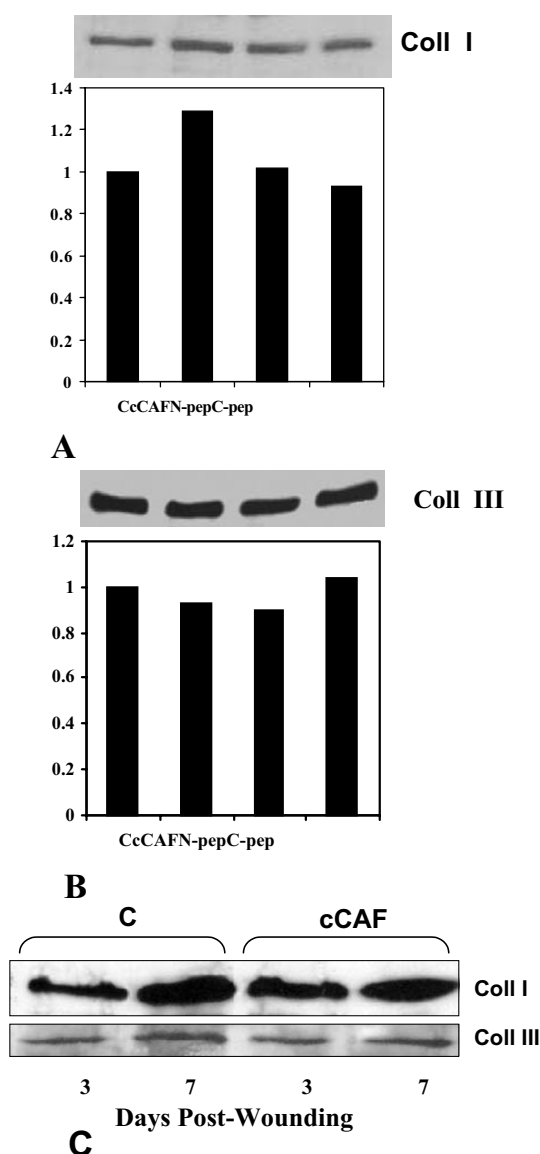 Coll I
1.4
1.2
1
0.8
0.6
0.4
0.2
0
CcCAFN-pepC-pep
A
Coll III
1.2
1
0.8
0.6
0.4
0.2
0
CcCAFN-pepC-pep
B
C cCAF
Coll I
Coll III
3 7 3 7
Days Post-Wounding
C